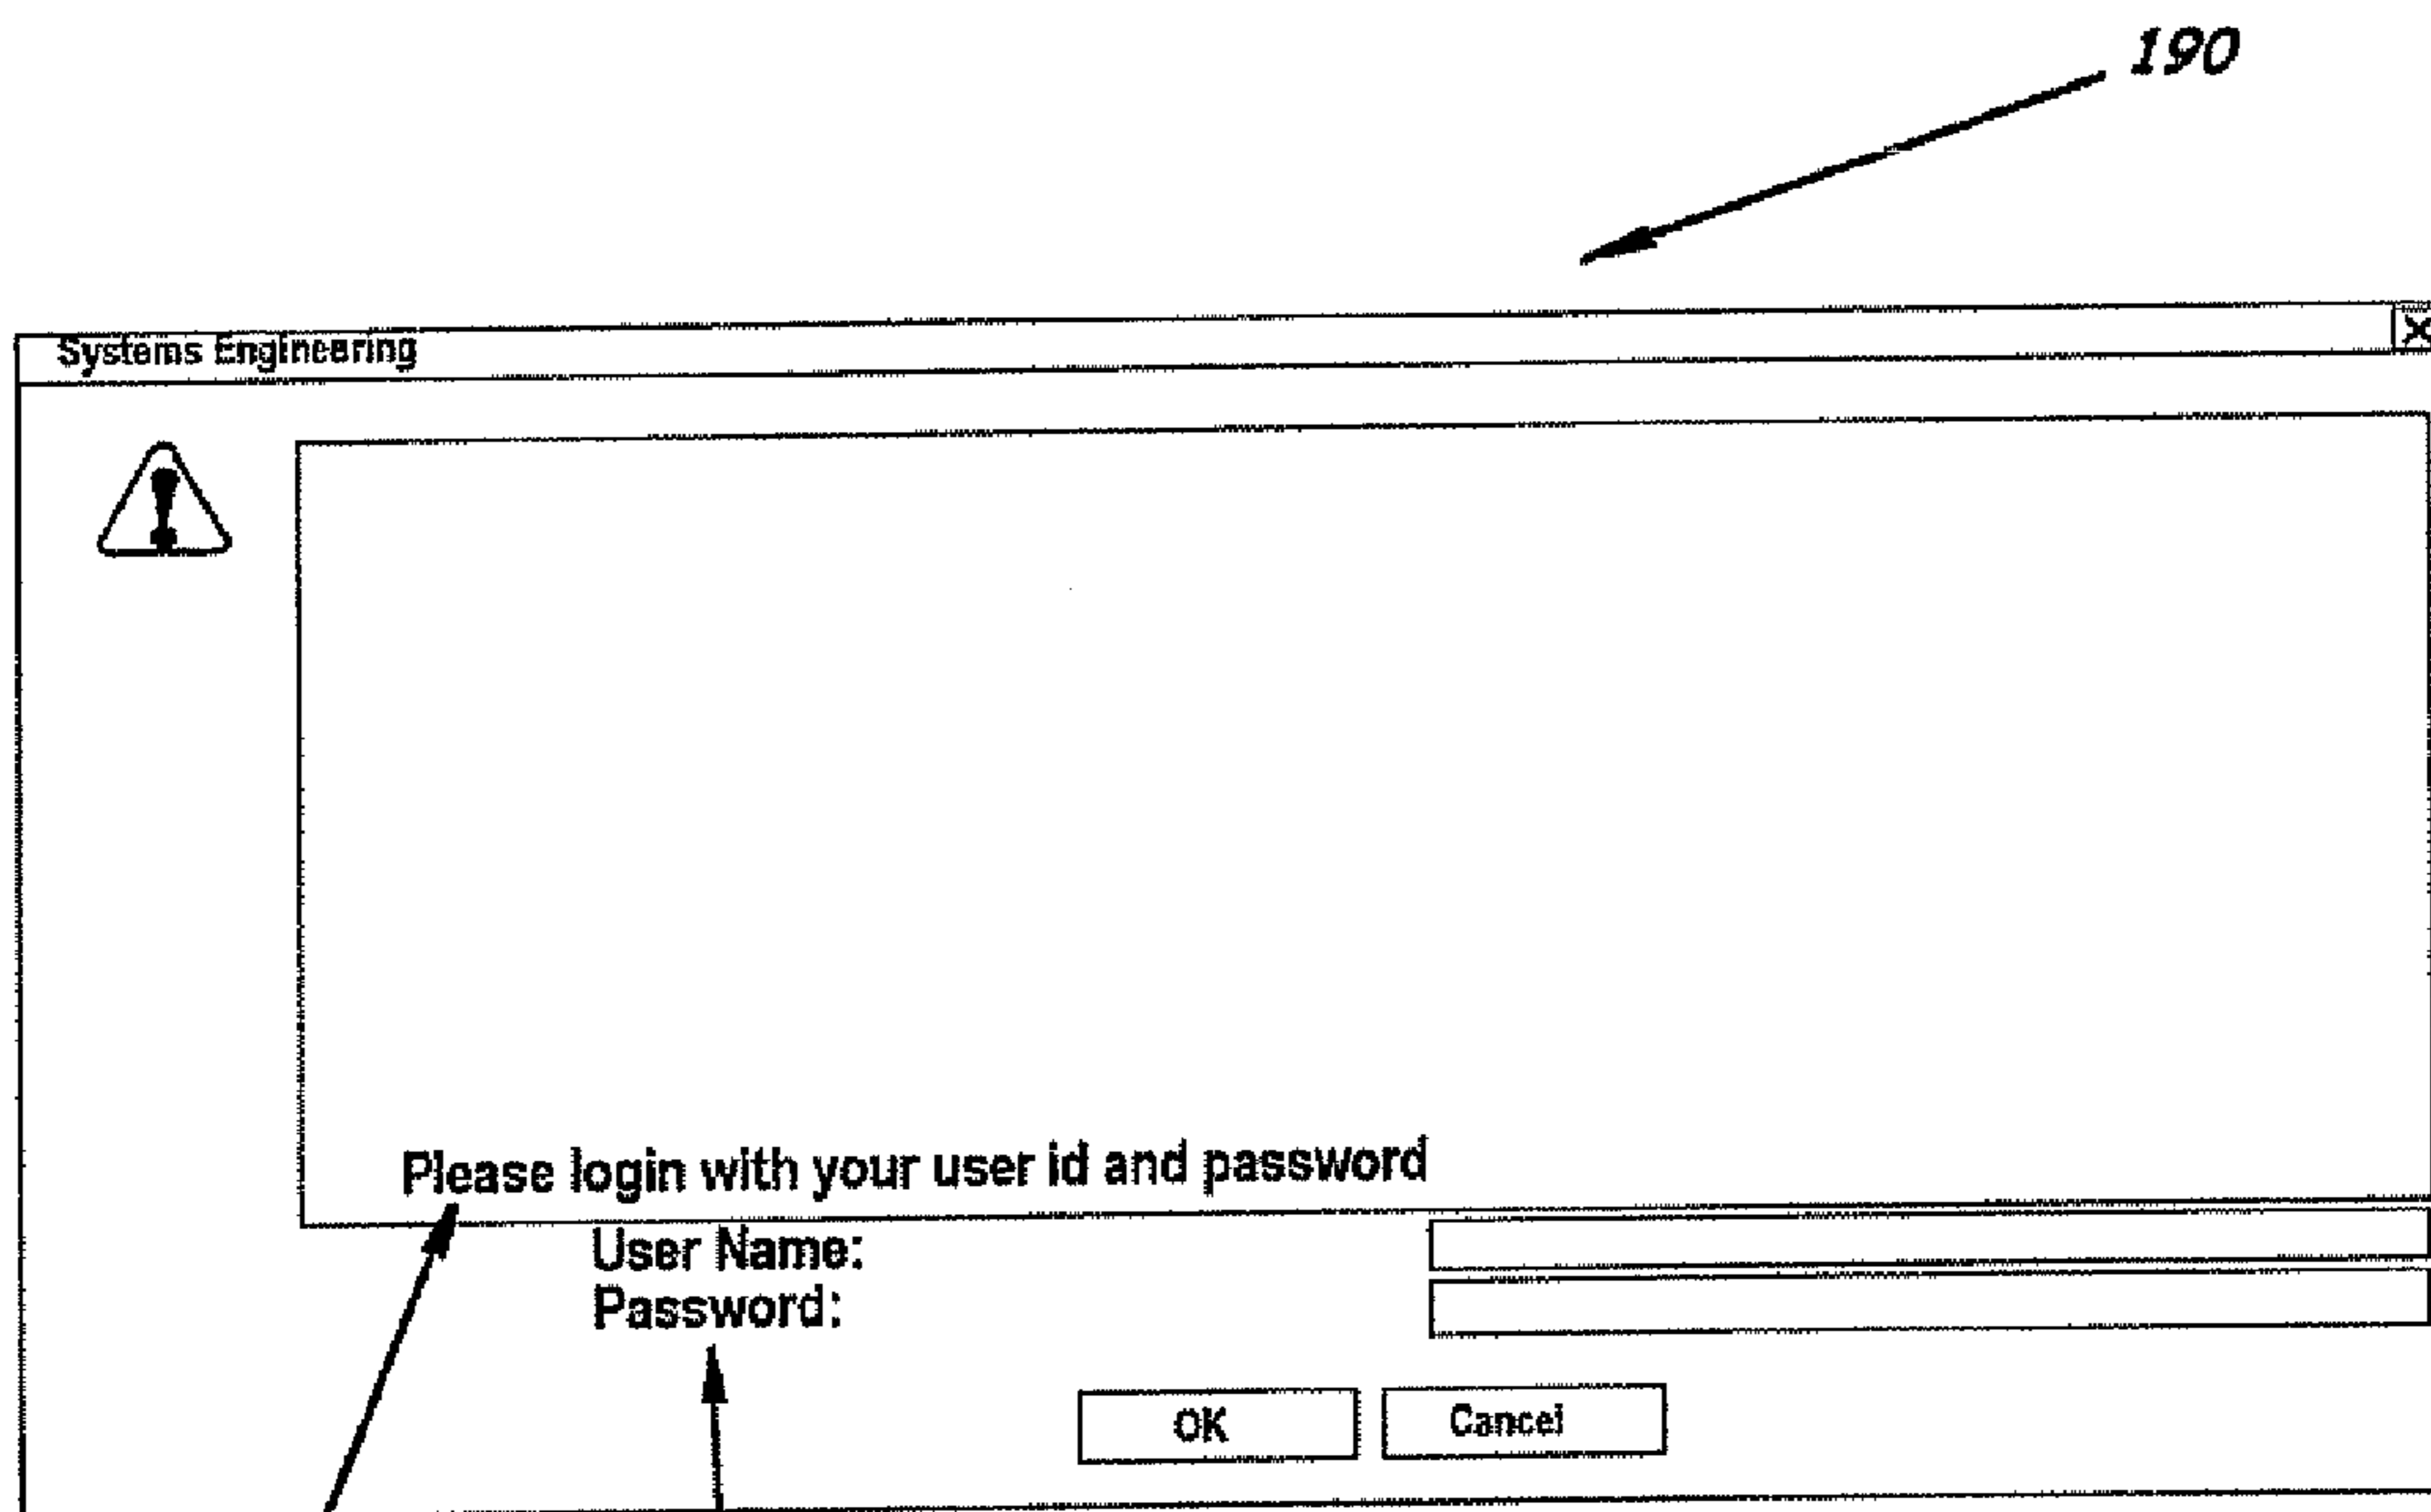 190
Systems Engineering
Please login with your user id and password
User Name:
Password:
OK
Cancel